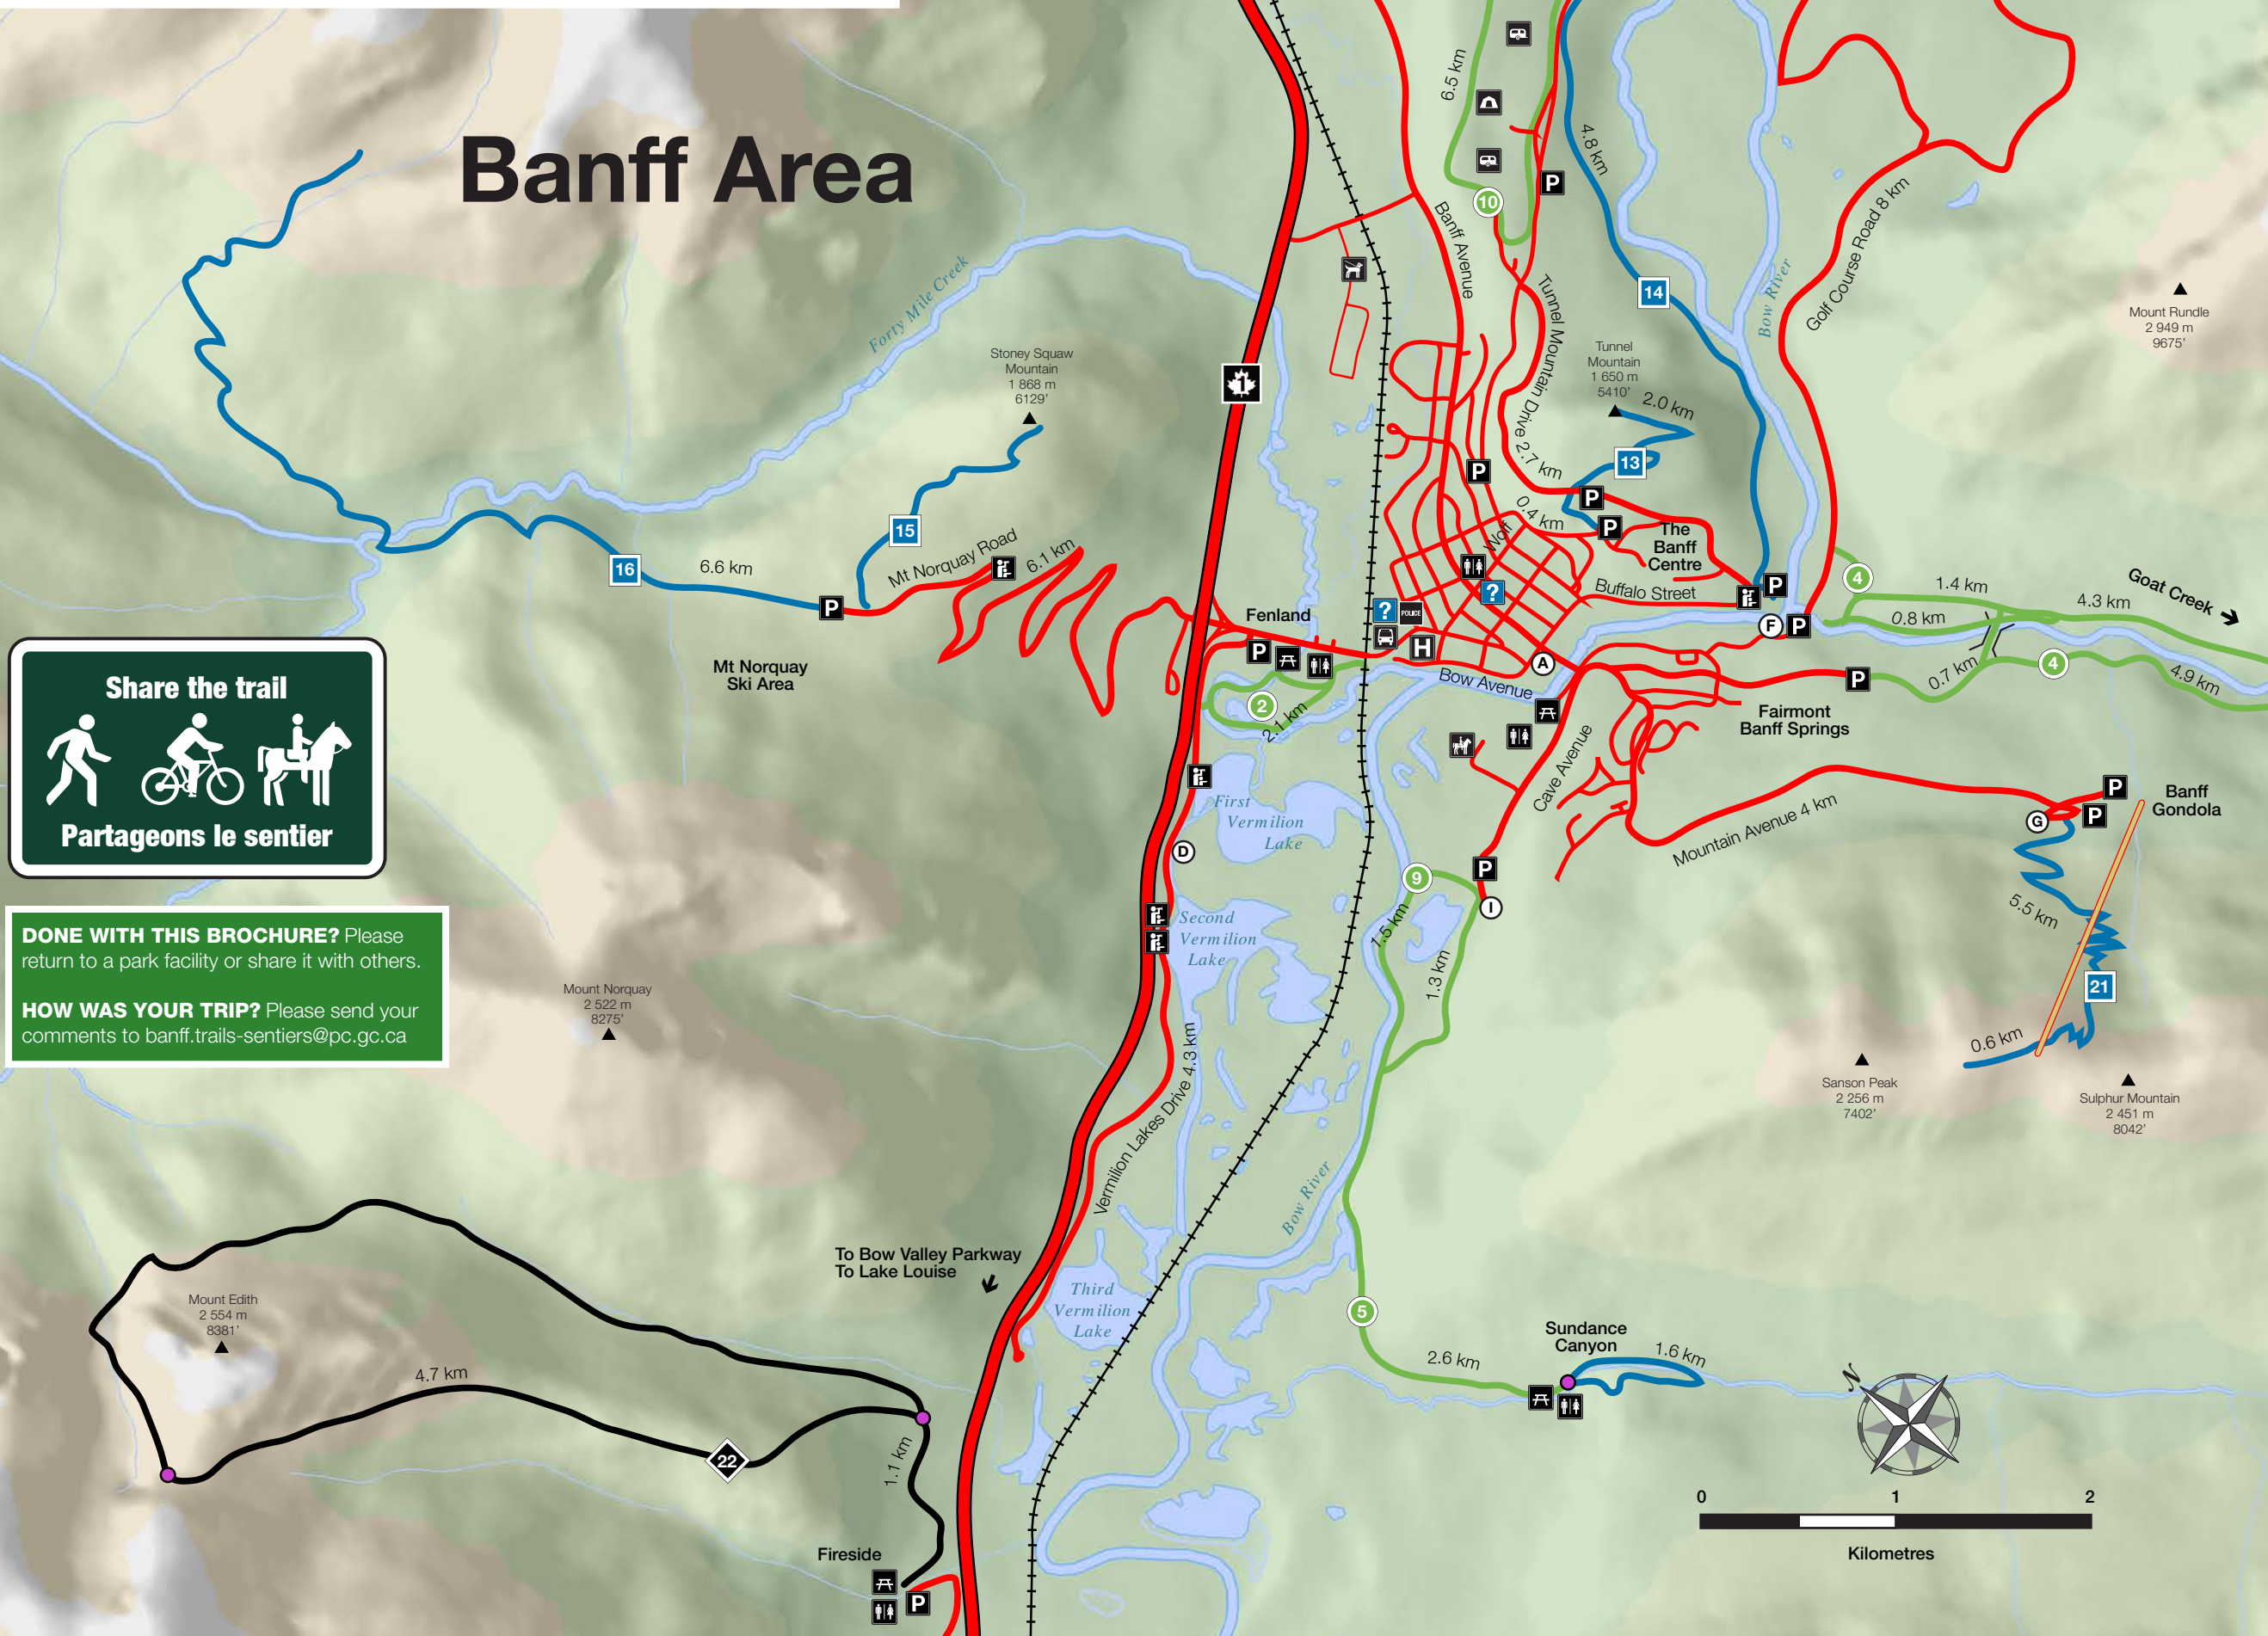 Banff Area
6.5 km
10
4.8 km
14
Banff Avenue
Tunnel Mountain Drive 2.7 km
Golf Course Road 8 km
Bow River
Mount Rundle
2 949 m
9675'
Tunnel
Mountain
1 650 m
5410'
2.0 km
13
0.4 km
Wolf
The
Banff
Centre
Buffalo Street
P
P
P
P
P
P
F
4
1.4 km
0.8 km
4.3 km
Goat Creek
0.7 km
4
4.9 km
Forty Mile Creek
Stoney Squaw
Mountain
1 868 m
6129'
1
15
Mt Norquay Road
6.1 km
16
6.6 km
P
Mt Norquay
Ski Area
Fenland
P
?
POLICE
?
H
A
Bow Avenue
2
2.1 km
P
Fairmont
Banff Springs
Cave Avenue
Mountain Avenue 4 km
P
P
G
Banff
Gondola
5.5 km
21
0.6 km
Sanson Peak
2 256 m
7402'
Sulphur Mountain
2 451 m
8042'
Share the trail
Partageons le sentier
DONE WITH THIS BROCHURE? Please
return to a park facility or share it with others.
HOW WAS YOUR TRIP? Please send your
comments to banff.trails-sentiers@pc.gc.ca
First
Vermilion
Lake
D
P
I
9
1.5 km
1.3 km
Second
Vermilion
Lake
Mount Norquay
2 522 m
8275'
Vermilion Lakes Drive 4.3 km
Bow River
To Bow Valley Parkway
To Lake Louise
Third
Vermilion
Lake
5
2.6 km
Sundance
Canyon
1.6 km
Mount Edith
2 554 m
8381'
4.7 km
22
1.1 km
Fireside
P
N
0 1 2
Kilometres